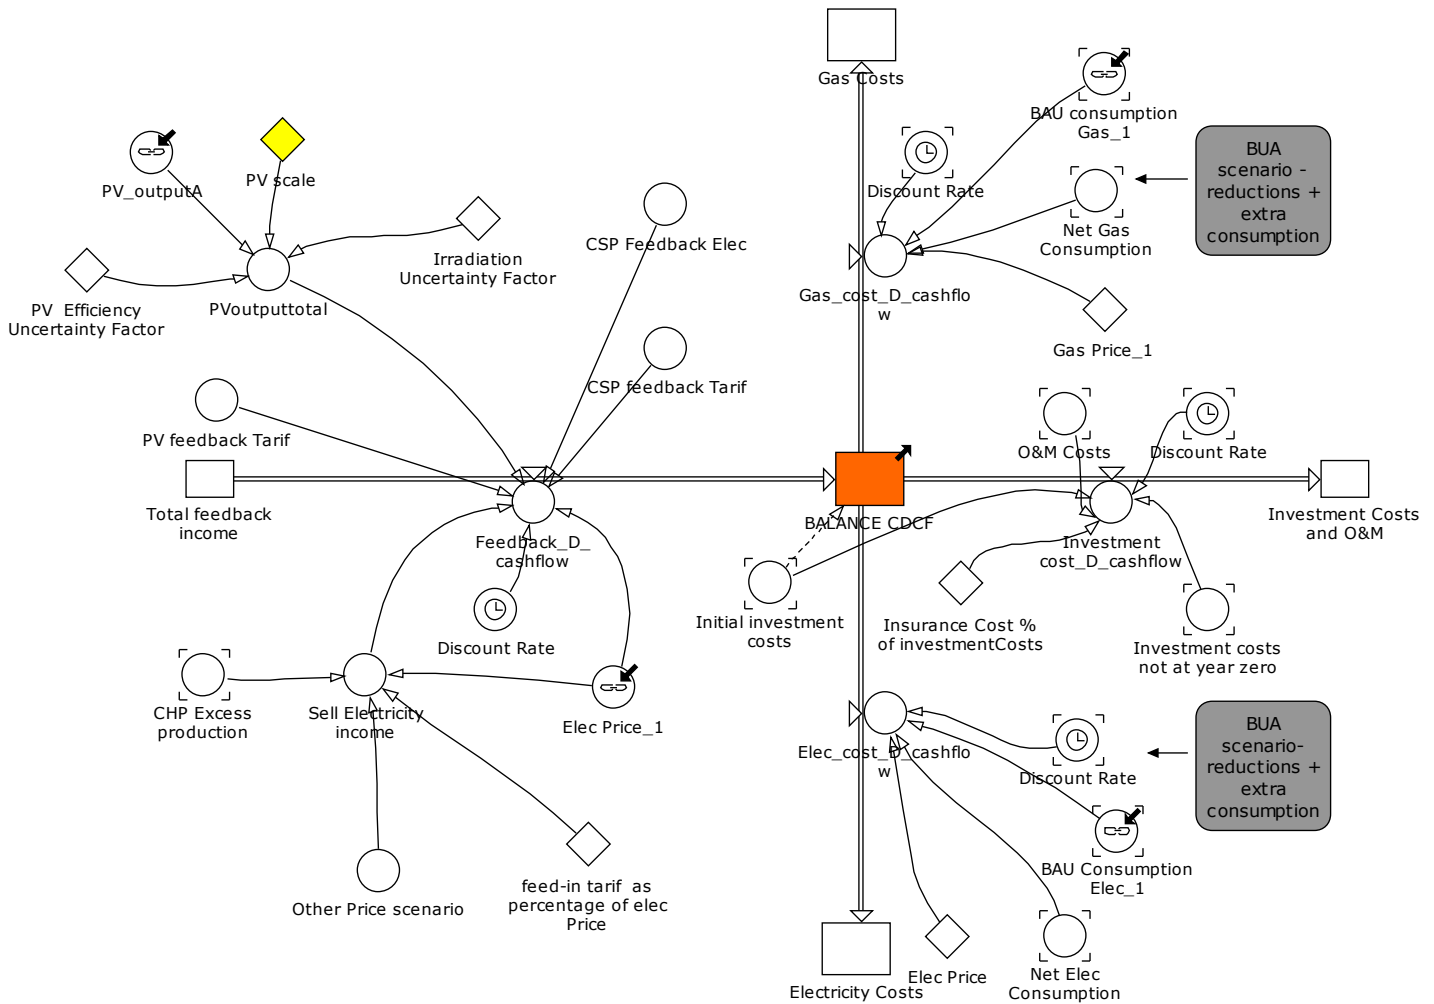 Gas Costs
BAU consumption
Gas_1
BUA
scenario -
reductions +
extra
consumption
PV_outputA
PV scale
Discount Rate
CSP Feedback Elec
Net Gas
Consumption
Irradiation
Uncertainty Factor
PV  Efficiency
Uncertainty Factor
PVoutputtotal
Gas_cost_D_cashflo
w
Gas Price_1
CSP feedback Tarif
PV feedback Tarif
O&M Costs
Discount Rate
Total feedback
income
BALANCE CDCF
Investment Costs
and O&M
Feedback_D_
cashflow
Investment
cost_D_cashflow
Initial investment
costs
Insurance Cost %
of investmentCosts
Investment costs
not at year zero
Discount Rate
CHP Excess
production
Sell Electricity
income
Elec Price_1
Elec_cost_D_cashflo
w
Discount Rate
BUA
scenario-
reductions +
extra
consumption
BAU Consumption
Elec_1
Other Price scenario
feed-in tarif  as
percentage of elec
Price
Electricity Costs
Elec Price
Net Elec
Consumption